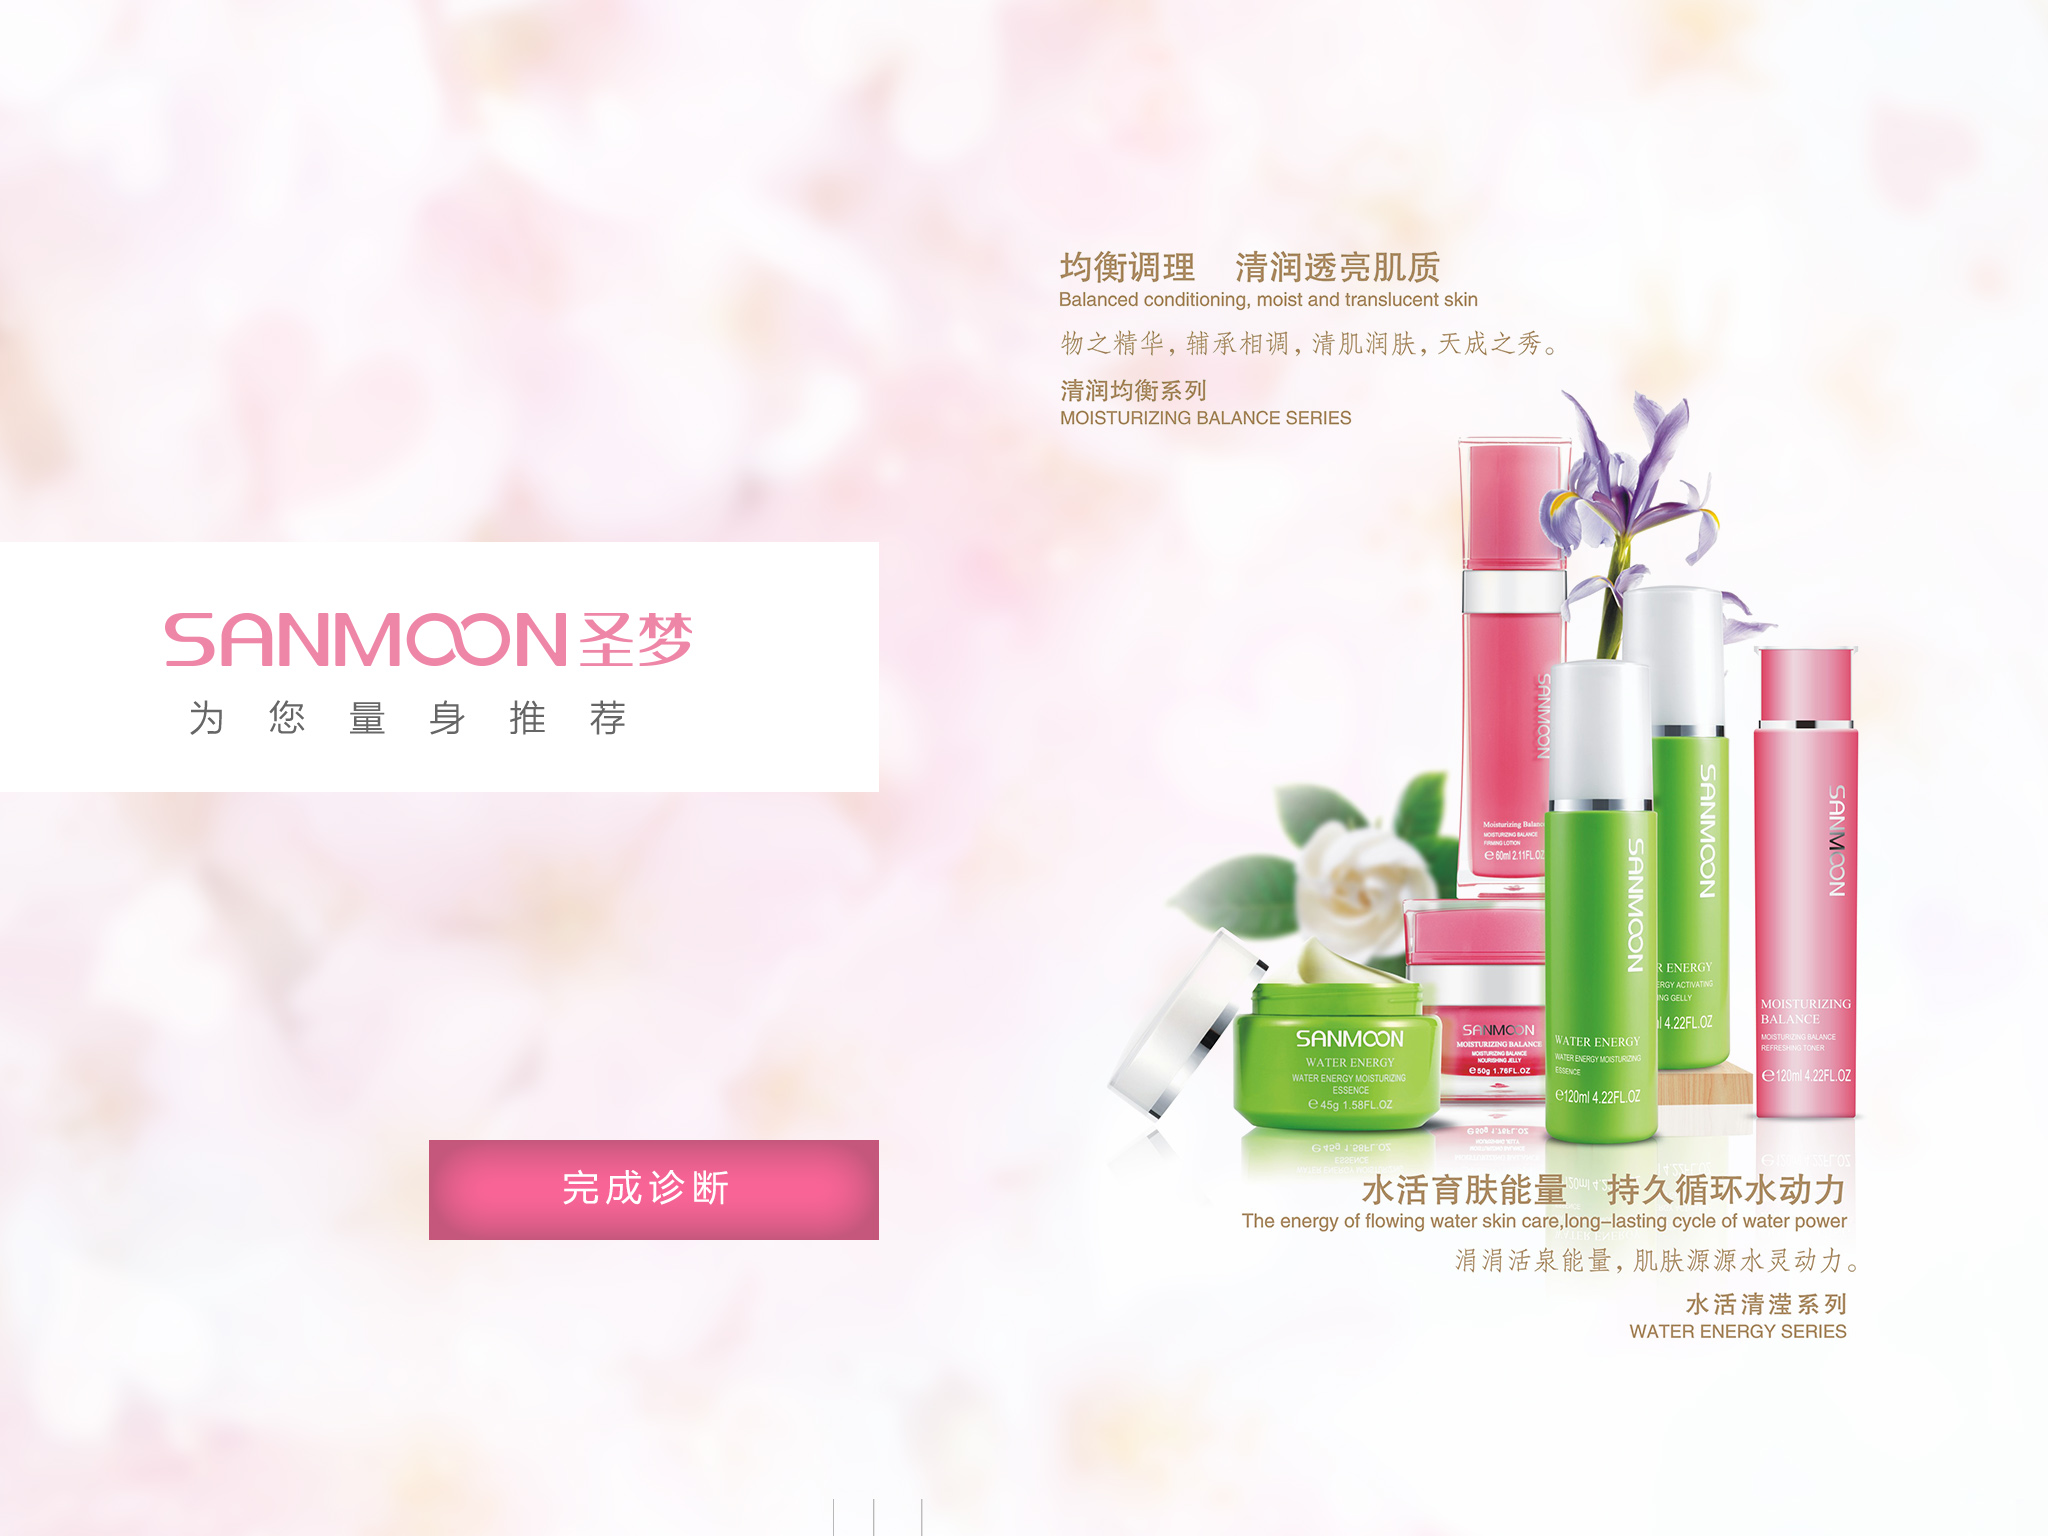 均衡调理 清润透亮肌质
Balanced conditioning, moist and translucent skin
物之精华，辅承相调，清肌润肤，天成之秀。
清润均衡系列
MOISTURIZING BALANCE SERIES
SANMOON圣梦
为您量身推荐
完成诊断
SANMOON
Moisturizing Balance
MOISTURIZING BALANCE
FIRMING LOTION
℮60ml 2.11FL.OZ
SANMOON
ENERGY
ACTIVATING
GELLY
4.22FL.OZ
SANMOON
WATER ENERGY
WATER ENERGY MOISTURIZING
ESSENCE
℮120ml 4.22FL.OZ
SANMOON
MOISTURIZING
BALANCE
MOISTURIZING BALANCE
REFRESHING TONER
℮120ml 4.22FL.OZ
SANMOON
MOISTURIZING BALANCE
MOISTURIZING BALANCE
NOURISHING JELLY
℮50g 1.76FL.OZ
SANMOON
WATER ENERGY
WATER ENERGY MOISTURIZING
ESSENCE
℮45g 1.58FL.OZ
水活育肤能量 持久循环水动力
The energy of flowing water skin care,long-lasting cycle of water power
涓涓活泉能量，肌肤源源水灵动力。
水活清滢系列
WATER ENERGY SERIES